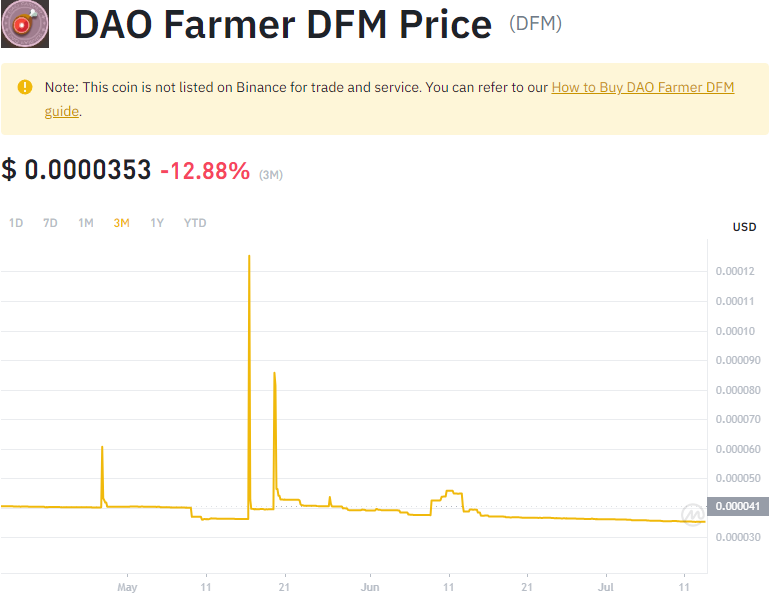 DAO Farmer DFM Price (DFM)
Note: This coin is not listed on Binance for trade and service. You can refer to our How to Buy DAO Farmer DFM
guide.
$ 0.0000353 -12.88% (3M)
1D 7D 1M 3M 1Y YTD
USD
0.00012
0.00011
0.00010
0.000090
0.000080
0.000070
0.000060
0.000050
0.000041
0.000030
May 11 21 Jun 11 21 Jul 11